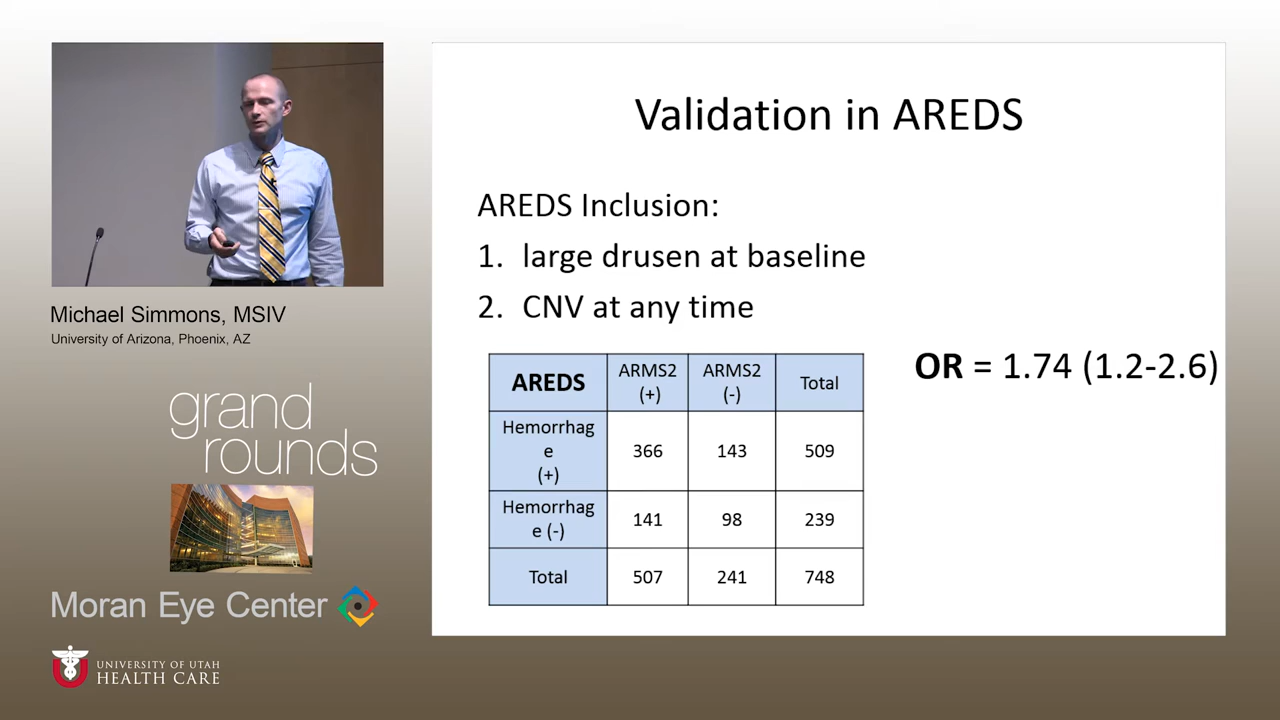 Validation in AREDS
AREDS Inclusion:
1. large drusen at baseline
2. CNV at any time
OR = 1.74 (1.2-2.6)
AREDS
ARMS2
(+)
ARMS2
(-)
Total
Hemorrhag
e
(+)
366
143
509
Hemorrhag
e (-)
141
98
239
Total
507
241
748
Michael Simmons, MSIV
University of Arizona, Phoenix, AZ
grand
rounds
Moran Eye Center
U
UNIVERSITY OF UTAH
HEALTH CARE